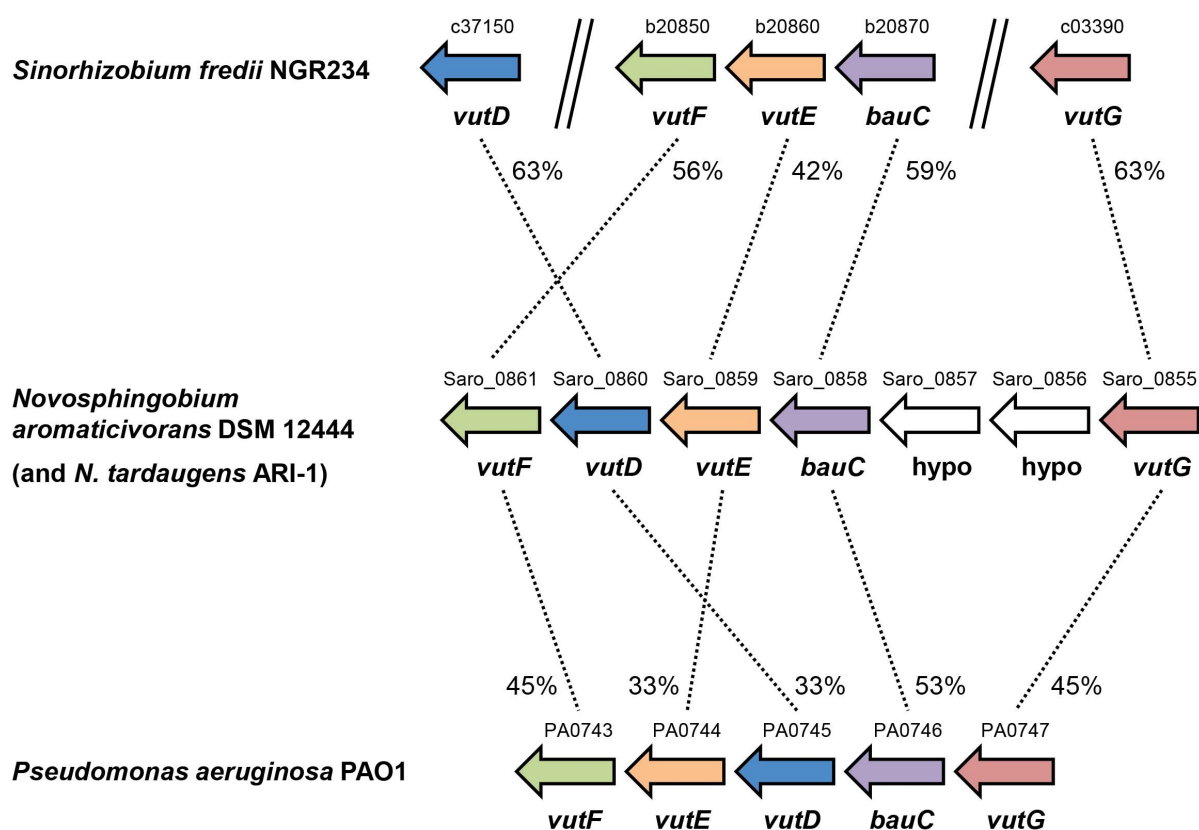 c37150 b20850 b20860 b20870 c03390
Sinorhizobium fredii NGR234
vutD vutF vutE bauC vutG
63% 56% 42% 59% 63%
Saro_0861 Saro_0860 Saro_0859 Saro_0858 Saro_0857 Saro_0856 Saro_0855
Novosphingobium
aromaticivorans DSM 12444
(and N. tardaugens ARI-1)
vutF vutD vutE bauC hypo hypo vutG
45% 33% 33% 53% 45%
PA0743 PA0744 PA0745 PA0746 PA0747
Pseudomonas aeruginosa PAO1
vutF vutE vutD bauC vutG